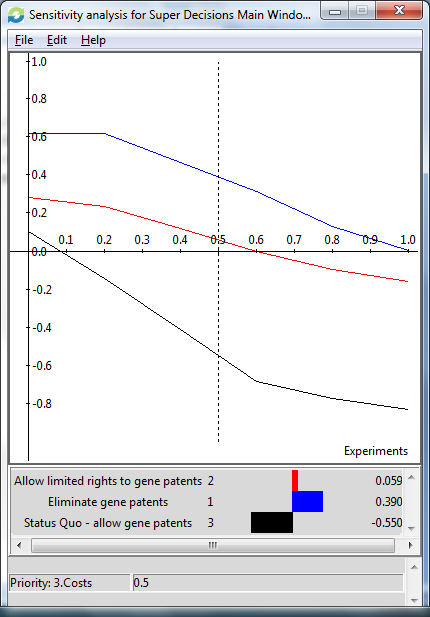 Sensitivity analysis for Super Decisions Main Windo...
File Edit Help
1.0
0.8
0.6
0.4
0.2
0.0 0.1 0.2 0.3 0.4 0.5 0.6 0.7 0.8 0.9 1.0
-0.2
-0.4
-0.6
-0.8
Experiments
Allow limited rights to gene patents 2 0.059
Eliminate gene patents 1 0.390
Status Quo - allow gene patents 3 -0.550
Priority: 3.Costs 0.5